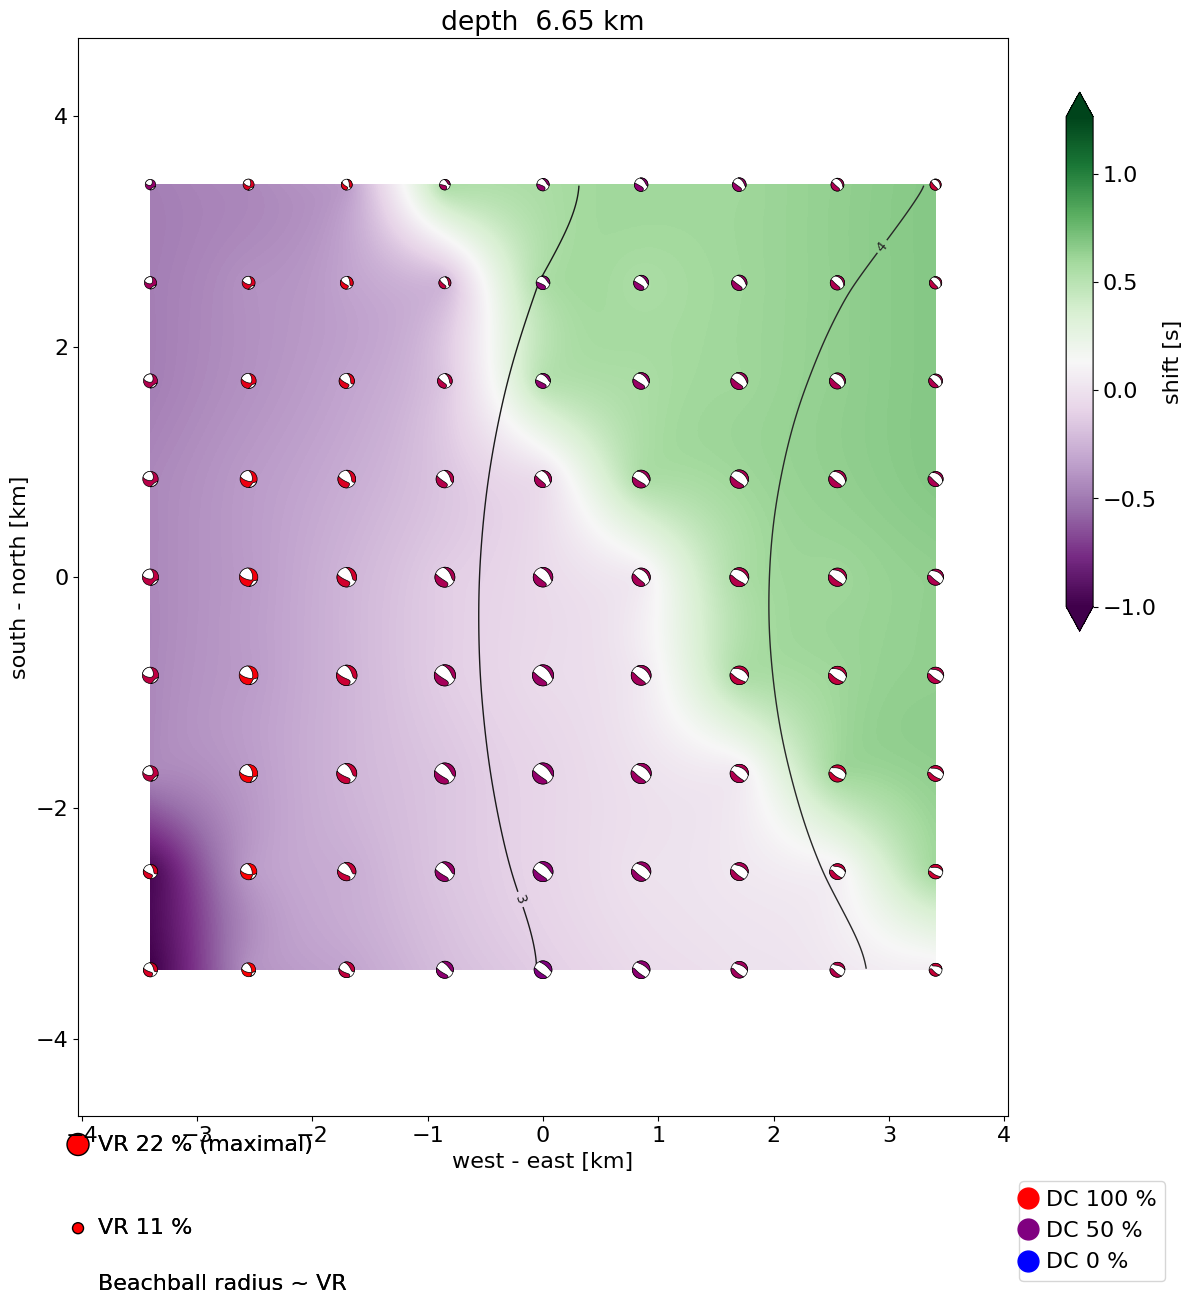 depth  6.65 km
4
2
0
−2
−4
south - north [km]
4
3
−4
−3
−2
−1
0
1
2
3
4
west - east [km]
1.0
0.5
0.0
−0.5
−1.0
shift [s]
VR 22 % (maximal)
VR 11 %
Beachball radius ~ VR
DC 100 %
DC 50 %
DC 0 %